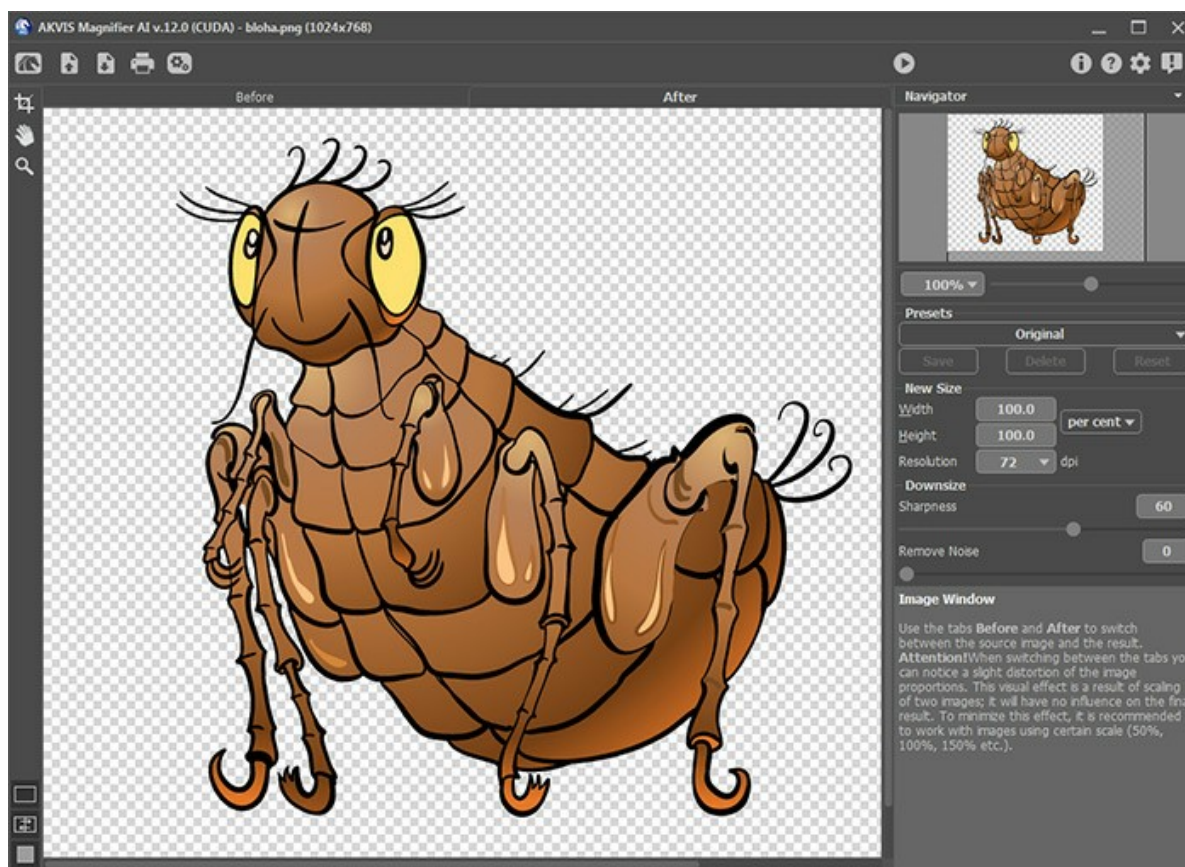 AKVIS Magnifier AI v.12.0 (CUDA) - bloha.png (1024x768)
Before After Navigator
100%
Presets
Original
Save Delete Reset
New Size
Width 100.0 per cent
Height 100.0
Resolution 72 dpi
Downsize
Sharpness 60
Remove Noise 0
Image Window
Use the tabs Before and After to switch
between the source image and the result.
Attention!When switching between the tabs yo
can notice a slight distortion of the image
proportions. This visual effect is a result of scaling
of two images; it will have no influence on the fina
result. To minimize this effect, it is recommended
to work with images using certain scale (50%,
100%, 150% etc.).